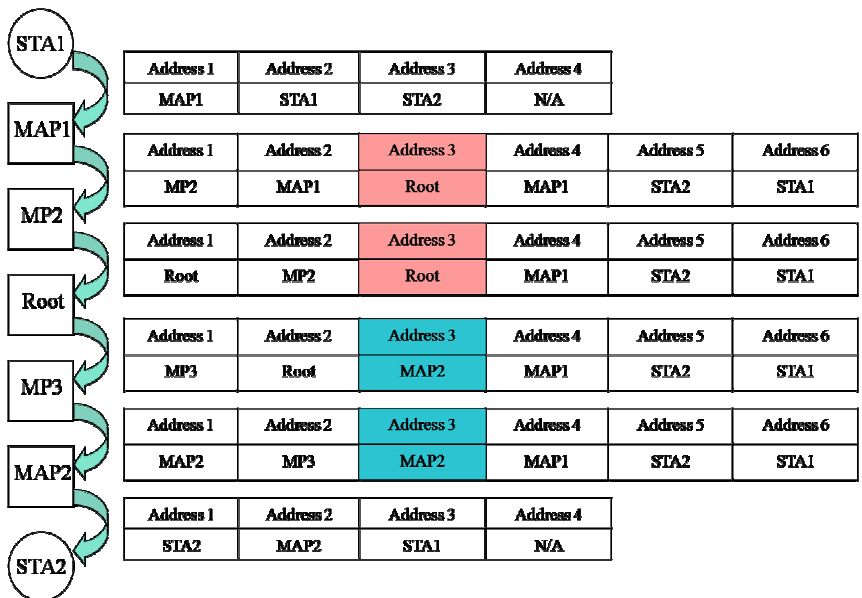 STA1
Address 1 Address 2 Address 3 Address 4
MAP1 STA1 STA2 N/A
MAP1
Address 1 Address 2 Address 3 Address 4 Address 5 Address 6
MP2 MAP1 Root MAP1 STA2 STA1
MP2
Address 1 Address 2 Address 3 Address 4 Address 5 Address 6
Root MP2 Root MAP1 STA2 STA1
Root
Address 1 Address 2 Address 3 Address 4 Address 5 Address 6
MP3 Root MAP2 MAP1 STA2 STA1
MP3
Address 1 Address 2 Address 3 Address 4 Address 5 Address 6
MAP2 MP3 MAP2 MAP1 STA2 STA1
MAP2
Address 1 Address 2 Address 3 Address 4
STA2 MAP2 STA1 N/A
STA2